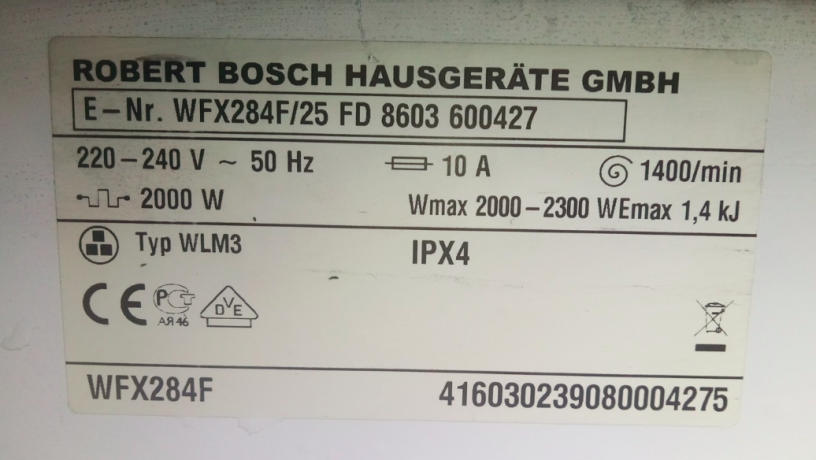 ROBERT BOSCH HAUSGERÄTE GMBH
E-Nr. WFX284F/25 FD 8603 600427
220-240 V ~ 50 Hz 10 A 1400/min
2000 W Wmax 2000-2300 WEmax 1,4 kJ
Typ WLM3 IPX4
CE РСТ DVE
АЯ46
WFX284F 416030239080004275